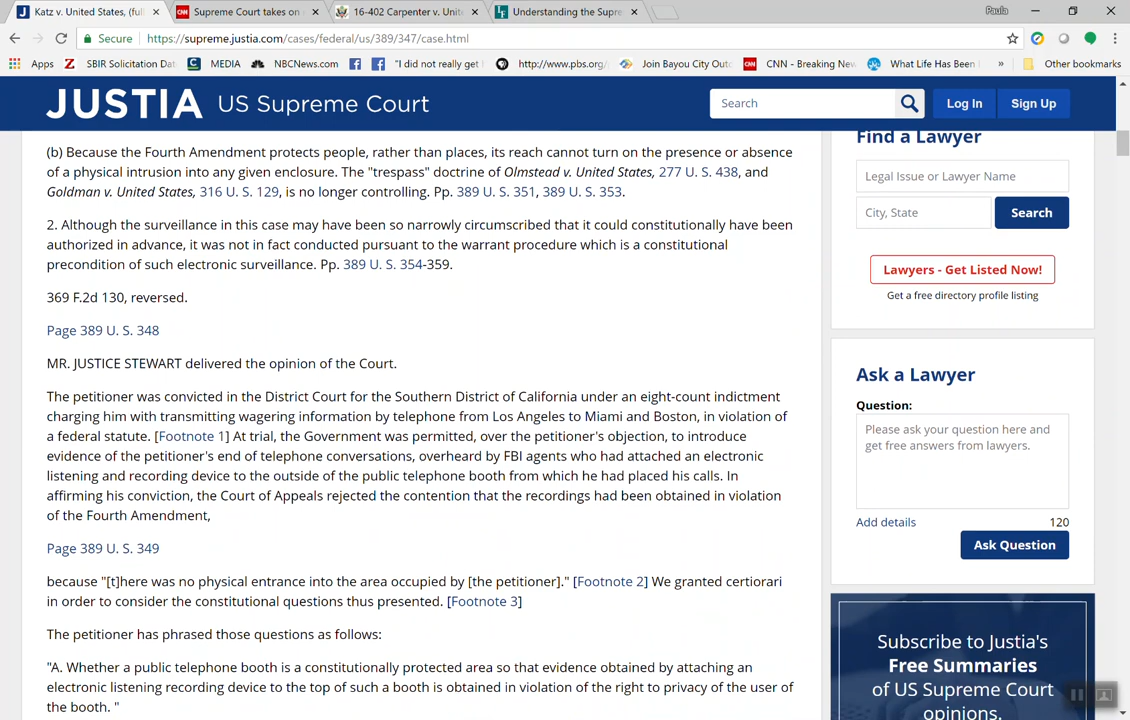 Katz v. United States, (full
Supreme Court takes on
16-402 Carpenter v. Unite
Understanding the Supre
Paula
Secure
https://supreme.justia.com/cases/federal/us/389/347/case.html
Apps
SBIR Solicitation Dat
MEDIA
NBCNews.com
"I did not really get
http://www.pbs.org/
Join Bayou City Outd
CNN - Breaking New
What Life Has Been
»
Other bookmarks
JUSTIA US Supreme Court
Search
Log In
Sign Up
(b) Because the Fourth Amendment protects people, rather than places, its reach cannot turn on the presence or absence
of a physical intrusion into any given enclosure. The "trespass" doctrine of Olmstead v. United States, 277 U. S. 438, and
Goldman v. United States, 316 U. S. 129, is no longer controlling. Pp. 389 U. S. 351, 389 U. S. 353.
2. Although the surveillance in this case may have been so narrowly circumscribed that it could constitutionally have been
authorized in advance, it was not in fact conducted pursuant to the warrant procedure which is a constitutional
precondition of such electronic surveillance. Pp. 389 U. S. 354-359.
369 F.2d 130, reversed.
Page 389 U. S. 348
MR. JUSTICE STEWART delivered the opinion of the Court.
The petitioner was convicted in the District Court for the Southern District of California under an eight-count indictment
charging him with transmitting wagering information by telephone from Los Angeles to Miami and Boston, in violation of
a federal statute. [Footnote 1] At trial, the Government was permitted, over the petitioner's objection, to introduce
evidence of the petitioner's end of telephone conversations, overheard by FBI agents who had attached an electronic
listening and recording device to the outside of the public telephone booth from which he had placed his calls. In
affirming his conviction, the Court of Appeals rejected the contention that the recordings had been obtained in violation
of the Fourth Amendment,
Page 389 U. S. 349
because "[t]here was no physical entrance into the area occupied by [the petitioner]." [Footnote 2] We granted certiorari
in order to consider the constitutional questions thus presented. [Footnote 3]
The petitioner has phrased those questions as follows:
"A. Whether a public telephone booth is a constitutionally protected area so that evidence obtained by attaching an
electronic listening recording device to the top of such a booth is obtained in violation of the right to privacy of the user of
the booth. "
Find a Lawyer
Legal Issue or Lawyer Name
City, State
Search
Lawyers - Get Listed Now!
Get a free directory profile listing
Ask a Lawyer
Question:
Please ask your question here and
get free answers from lawyers.
Add details
120
Ask Question
Subscribe to Justia's
Free Summaries
of US Supreme Court
opinions.